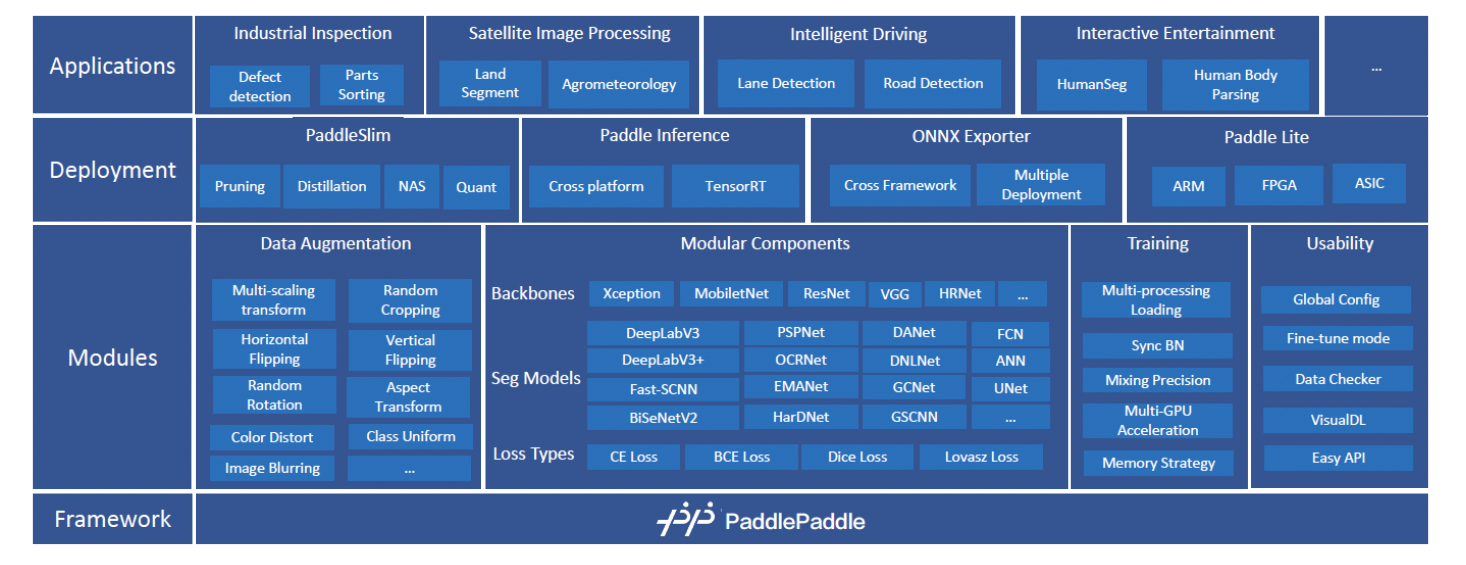 Applications
Industrial Inspection
Defect
detection
Parts
Sorting
Satellite Image Processing
Land
Segment
Agrometeorology
Intelligent Driving
Lane Detection
Road Detection
Interactive Entertainment
HumanSeg
Human Body
Parsing
...
Deployment
PaddleSlim
Pruning
Distillation
NAS
Quant
Paddle Inference
Cross platform
TensorRT
ONNX Exporter
Cross Framework
Multiple
Deployment
Paddle Lite
ARM
FPGA
ASIC
Modules
Data Augmentation
Multi-scaling
transform
Random
Cropping
Horizontal
Flipping
Vertical
Flipping
Random
Rotation
Aspect
Transform
Color Distort
Class Uniform
Image Blurring
...
Modular Components
Backbones
Xception
MobiletNet
ResNet
VGG
HRNet
...
Seg Models
DeepLabV3
PSPNet
DANet
FCN
DeepLabV3+
OCRNet
DNLNet
ANN
Fast-SCNN
EMANet
GCNet
UNet
BiSeNetV2
HarDNet
GSCNN
...
Loss Types
CE Loss
BCE Loss
Dice Loss
Lovasz Loss
Training
Multi-processing
Loading
Sync BN
Mixing Precision
Multi-GPU
Acceleration
Memory Strategy
Usability
Global Config
Fine-tune mode
Data Checker
VisualDL
Easy API
Framework
PaddlePaddle